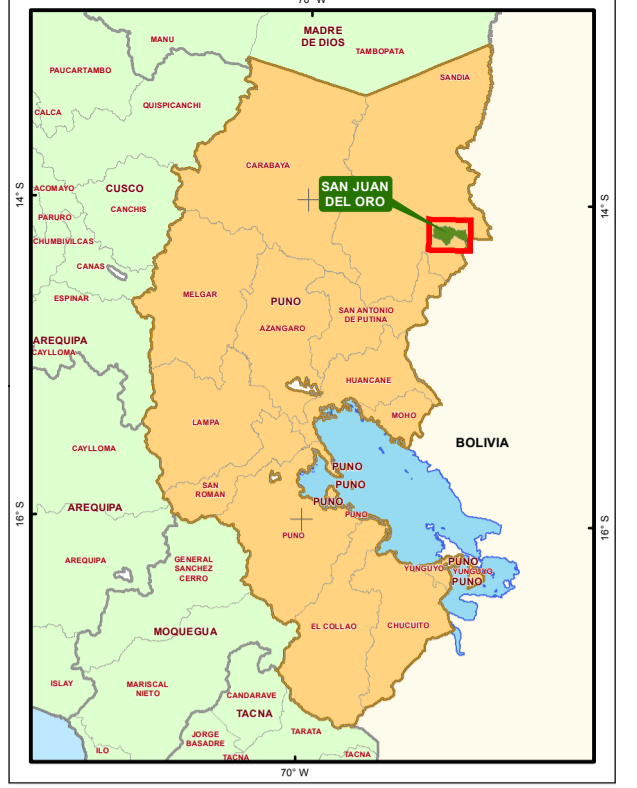 70° W
MADRE
DE DIOS
MANU
TAMBOPATA
PAUCARTAMBO
SANDIA
QUISPICANCHI
CALCA
CARABAYA
SAN JUAN
DEL ORO
14° S
14° S
ACOMAYO
CUSCO
CANCHIS
PARURO
CHUMBIVILCAS
CANAS
ESPINAR
MELGAR
PUNO
SAN ANTONIO
DE PUTINA
AZANGARO
AREQUIPA
CAYLLOMA
HUANCANE
MOHO
LAMPA
BOLIVIA
CAYLLOMA
PUNO
PUNO
SAN
ROMAN
PUNO
PUNO
AREQUIPA
16° S
16° S
PUNO
AREQUIPA
GENERAL
SANCHEZ
CERRO
PUNO
YUNGUYO
YUNGUYO
PUNO
MOQUEGUA
EL COLLAO
CHUCUITO
ISLAY
MARISCAL
NIETO
CANDARAVE
TACNA
JORGE
BASADRE
TARATA
ILO
TACNA
TACNA
70° W